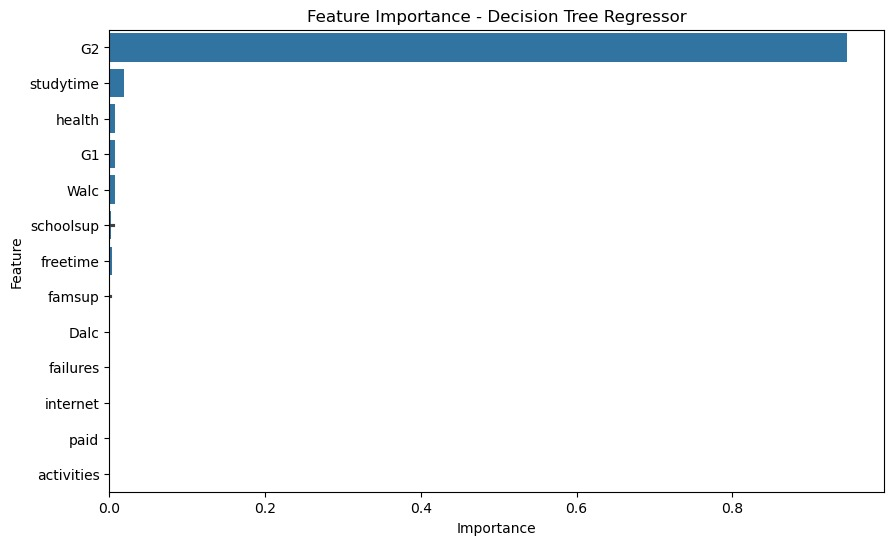 Feature Importance - Decision Tree Regressor
G2
studytime
health
G1
Walc
schoolsup
freetime
famsup
Dalc
failures
internet
paid
activities
Feature
0.0 0.2 0.4 0.6 0.8
Importance